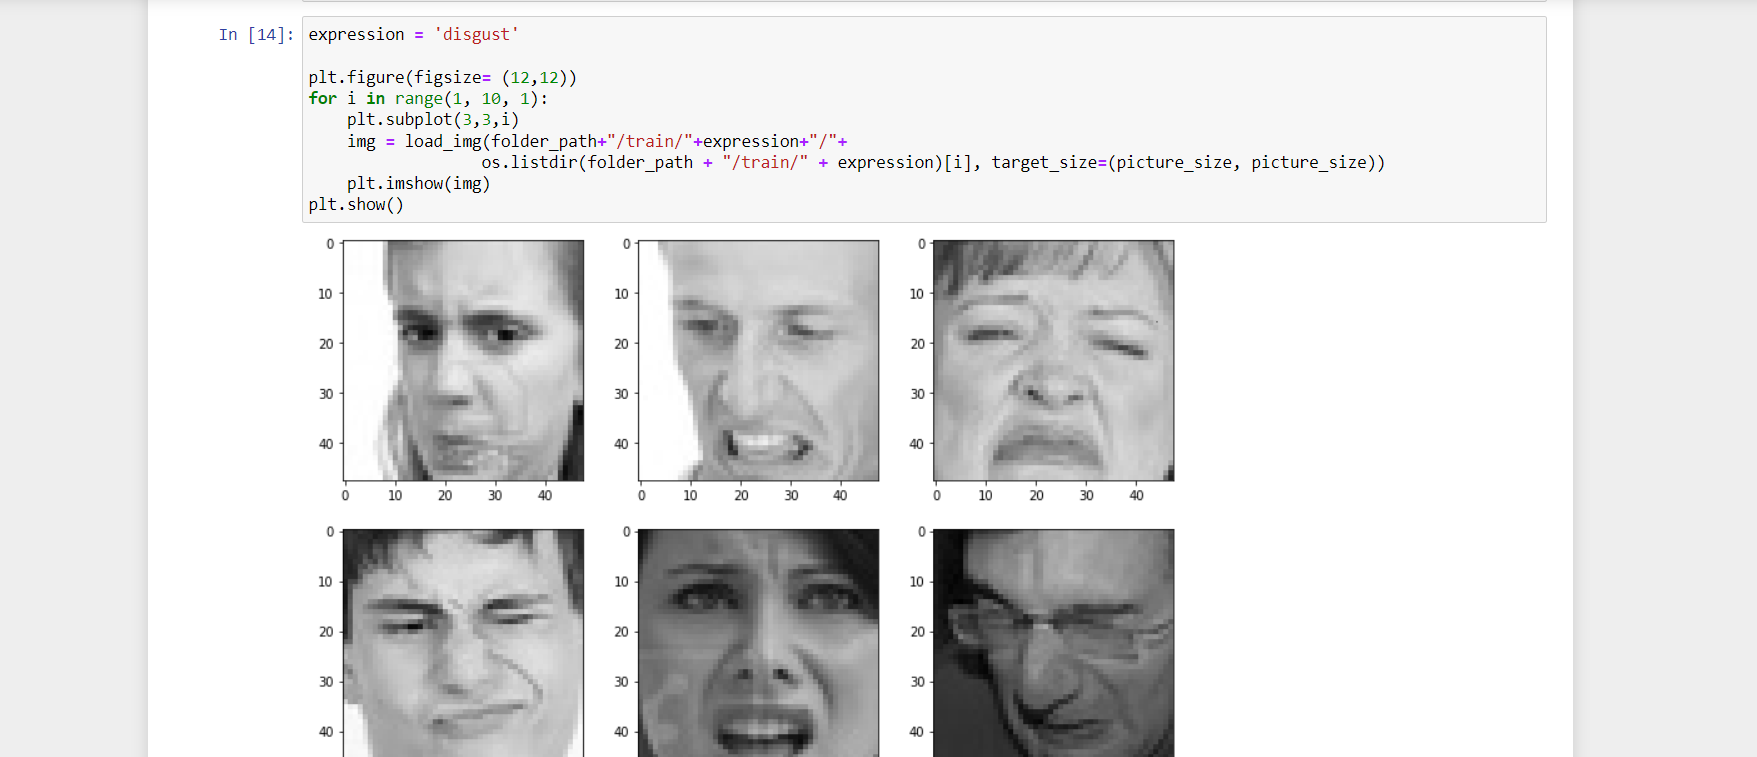 In [14]: expression = 'disgust'
plt.figure(figsize= (12,12))
for i in range(1, 10, 1):
    plt.subplot(3,3,i)
    img = load_img(folder_path+"/train/"+expression+"/"+
                  os.listdir(folder_path + "/train/" + expression)[i], target_size=(picture_size, picture_size))
    plt.imshow(img)
plt.show()
0 0 0
10 10 10
20 20 20
30 30 30
40 40 40
0 10 20 30 40 0 10 20 30 40 0 10 20 30 40
0 0 0
10 10 10
20 20 20
30 30 30
40 40 40